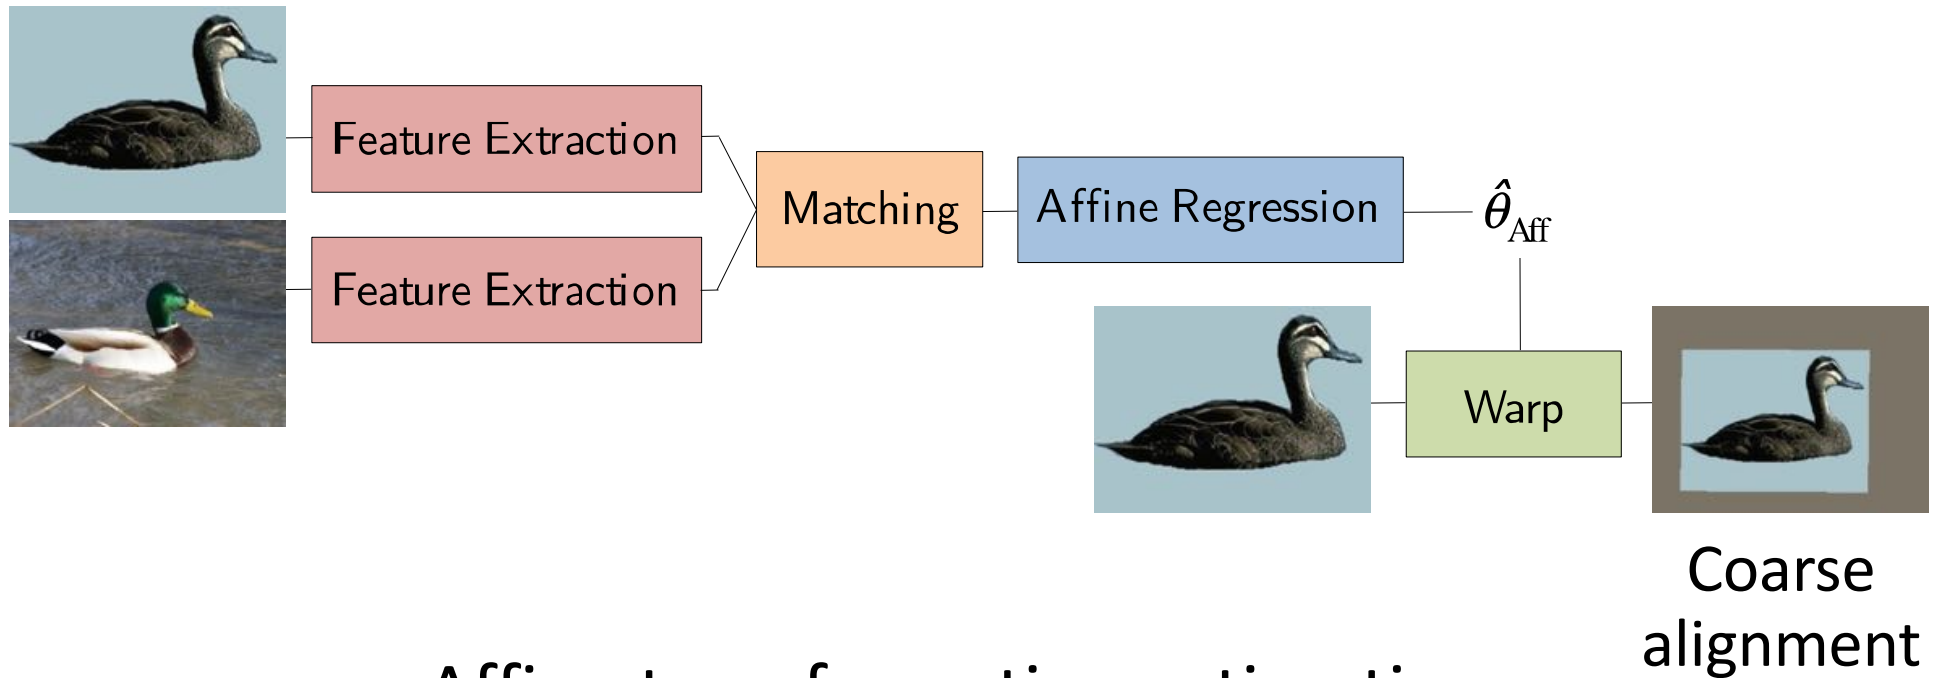 Feature Extraction
Feature Extraction
Matching
Affine Regression
θ̂Aff
Warp
Coarse
alignment